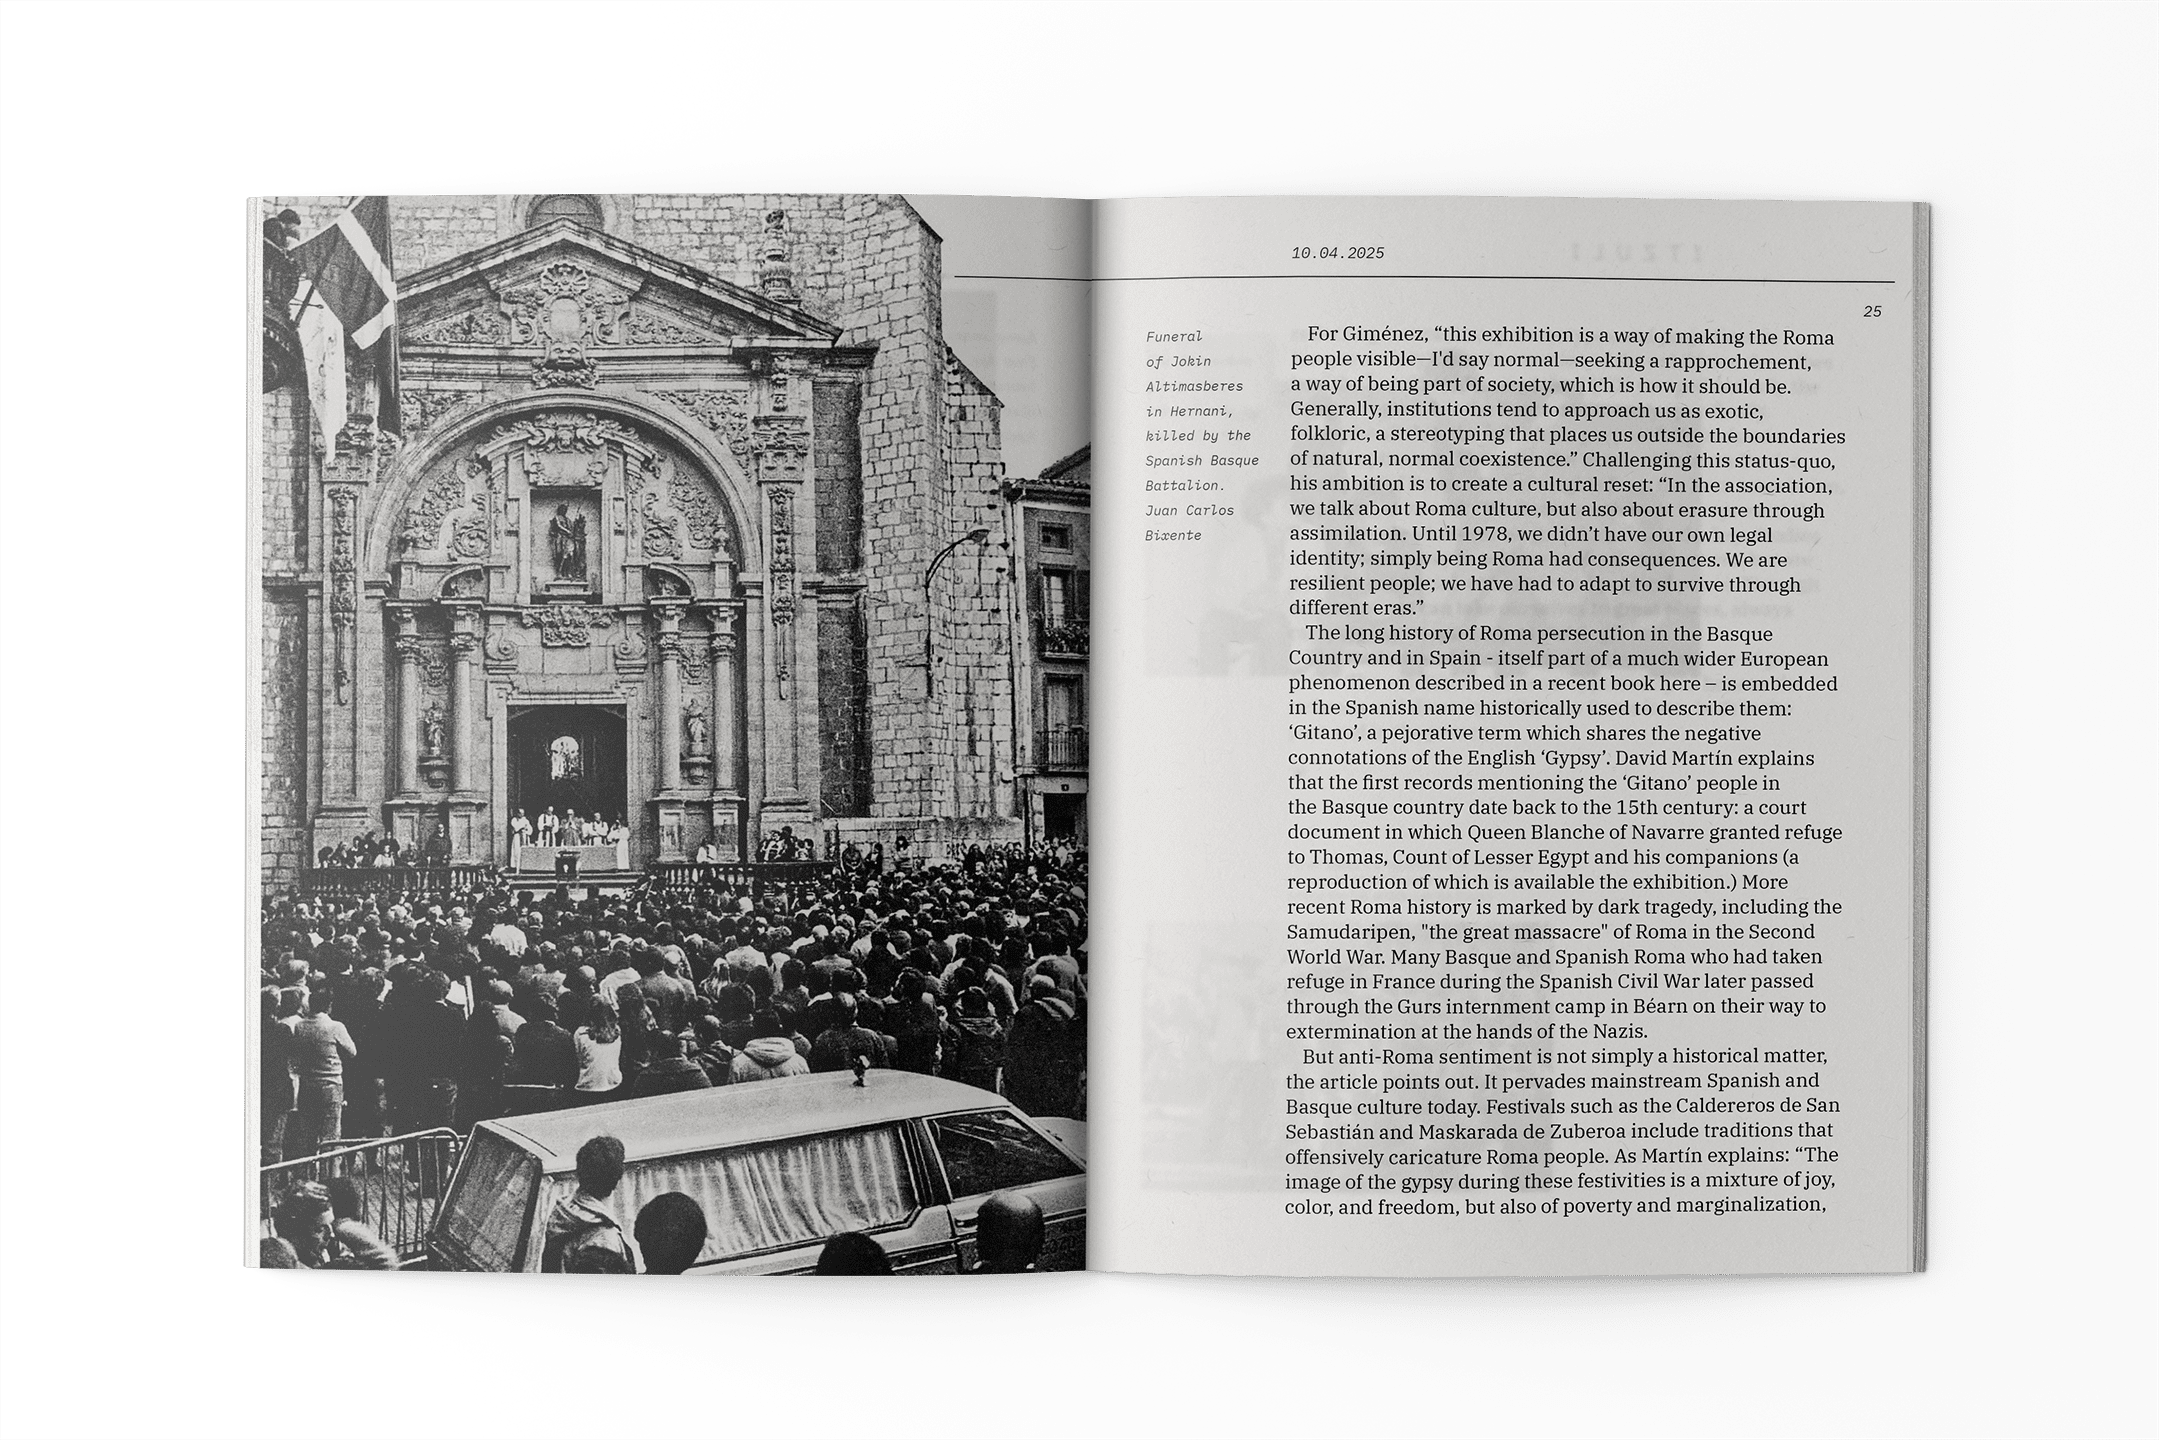 10.04.2025
25
Funeral
of Jokin
Altimasberes
in Hernani,
killed by the
Spanish Basque
Battalion.
Juan Carlos
Bixente
For Giménez, “this exhibition is a way of making the Roma
people visible—I'd say normal—seeking a rapprochement,
a way of being part of society, which is how it should be.
Generally, institutions tend to approach us as exotic,
folkloric, a stereotyping that places us outside the boundaries
of natural, normal coexistence.” Challenging this status-quo,
his ambition is to create a cultural reset: “In the association,
we talk about Roma culture, but also about erasure through
assimilation. Until 1978, we didn’t have our own legal
identity; simply being Roma had consequences. We are
resilient people; we have had to adapt to survive through
different eras.”
The long history of Roma persecution in the Basque
Country and in Spain - itself part of a much wider European
phenomenon described in a recent book here – is embedded
in the Spanish name historically used to describe them:
‘Gitano’, a pejorative term which shares the negative
connotations of the English ‘Gypsy’. David Martín explains
that the first records mentioning the ‘Gitano’ people in
the Basque country date back to the 15th century: a court
document in which Queen Blanche of Navarre granted refuge
to Thomas, Count of Lesser Egypt and his companions (a
reproduction of which is available the exhibition.) More
recent Roma history is marked by dark tragedy, including the
Samudaripen, "the great massacre" of Roma in the Second
World War. Many Basque and Spanish Roma who had taken
refuge in France during the Spanish Civil War later passed
through the Gurs internment camp in Béarn on their way to
extermination at the hands of the Nazis.
But anti-Roma sentiment is not simply a historical matter,
the article points out. It pervades mainstream Spanish and
Basque culture today. Festivals such as the Caldereros de San
Sebastián and Maskarada de Zuberoa include traditions that
offensively caricature Roma people. As Martín explains: “The
image of the gypsy during these festivities is a mixture of joy,
color, and freedom, but also of poverty and marginalization,